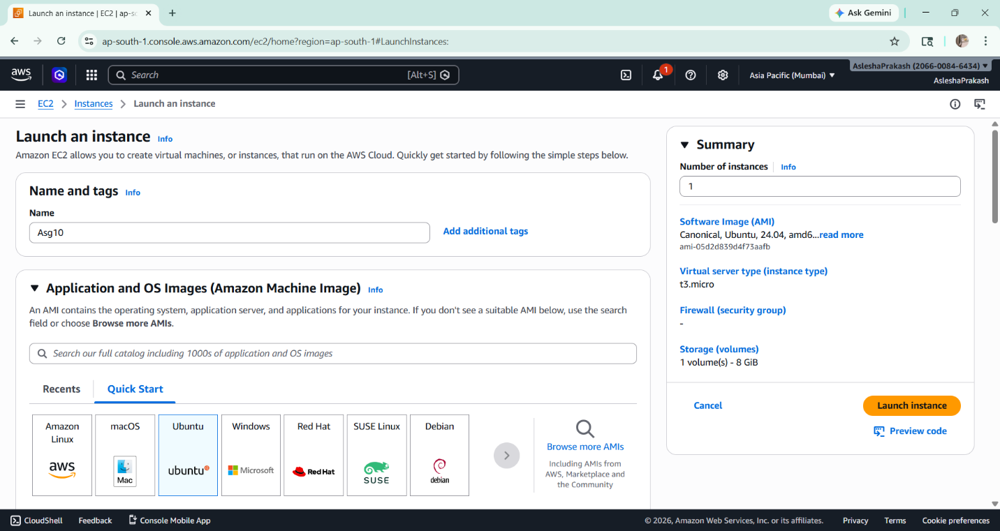 Launch an instance | EC2 | ap-so
Ask Gemini
ap-south-1.console.aws.amazon.com/ec2/home?region=ap-south-1#LaunchInstances:
aws
Search
[Alt+S]
1
Asia Pacific (Mumbai)
AsleshaPrakash (2066-0084-6434)
AsleshaPrakash
EC2
Instances
Launch an instance
Launch an instance Info
Amazon EC2 allows you to create virtual machines, or instances, that run on the AWS Cloud. Quickly get started by following the simple steps below.
Name and tags Info
Name
Asg10
Add additional tags
Application and OS Images (Amazon Machine Image) Info
An AMI contains the operating system, application server, and applications for your instance. If you don't see a suitable AMI below, use the search
field or choose Browse more AMIs.
Search our full catalog including 1000s of application and OS images
Recents
Quick Start
Amazon
Linux
aws
macOS
Mac
Ubuntu
ubuntu
Windows
Microsoft
Red Hat
Red Hat
SUSE Linux
SUSE
Debian
debian
Browse more AMIs
Including AMIs from
AWS, Marketplace and
the Community
Summary
Number of instances Info
1
Software Image (AMI)
Canonical, Ubuntu, 24.04, amd6...read more
ami-05d2d839d4f73aafb
Virtual server type (instance type)
t3.micro
Firewall (security group)
-
Storage (volumes)
1 volume(s) - 8 GiB
Cancel
Launch instance
Preview code
CloudShell
Feedback
Console Mobile App
© 2026, Amazon Web Services, Inc. or its affiliates.
Privacy
Terms
Cookie preferences